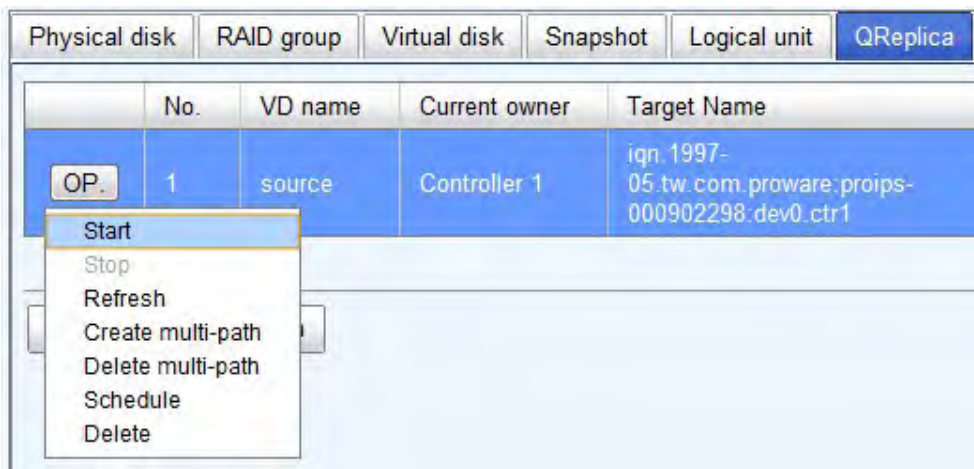 Physical disk RAID group Virtual disk Snapshot Logical unit QReplica
No. VD name Current owner Target Name
OP. 1 source Controller 1 iqn.1997-
05.tw.com.proware:proips-
000902298:dev0.ctr1
Start
Stop
Refresh
Create multi-path
Delete multi-path
Schedule
Delete